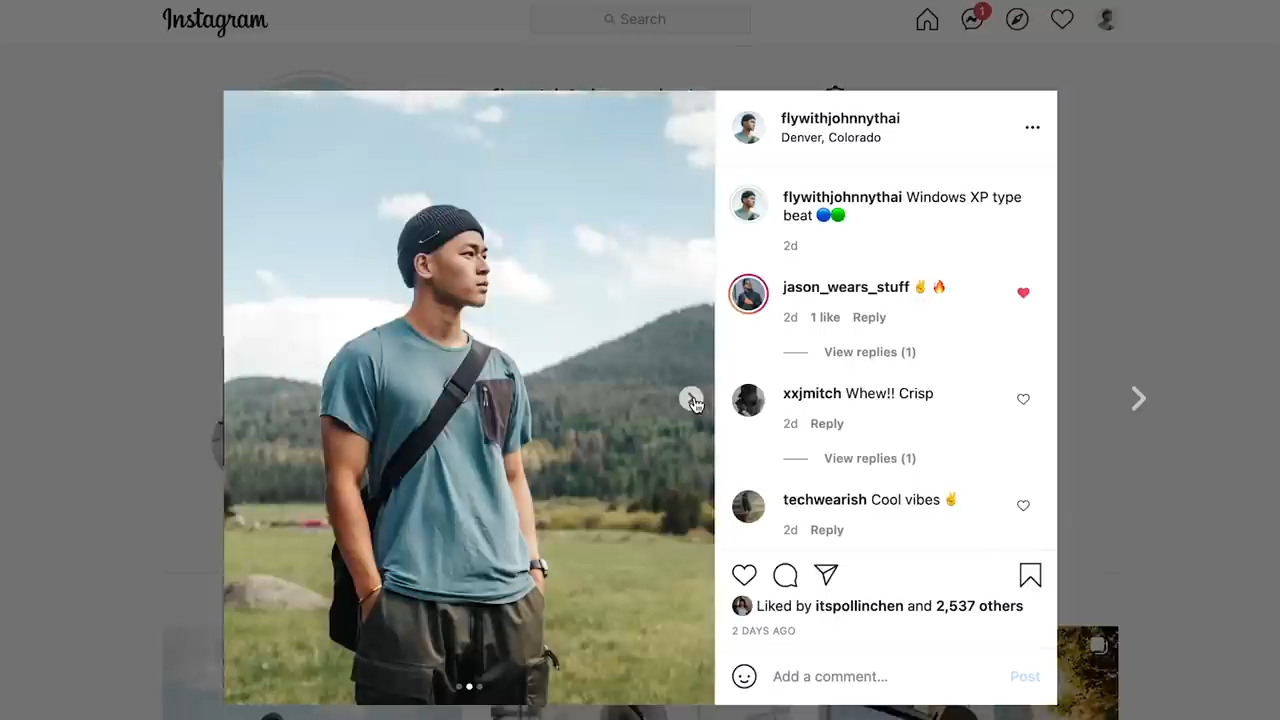 Instagram
Search
1
flywithjohnnythai
Denver, Colorado
flywithjohnnythai Windows XP type
beat 🔵🟢
2d
jason_wears_stuff ✌️🔥
2d 1 like Reply
View replies (1)
xxjmitch Whew!! Crisp
2d Reply
View replies (1)
techwearish Cool vibes ✌️
2d Reply
Liked by itspollinchen and 2,537 others
2 DAYS AGO
Add a comment... Post